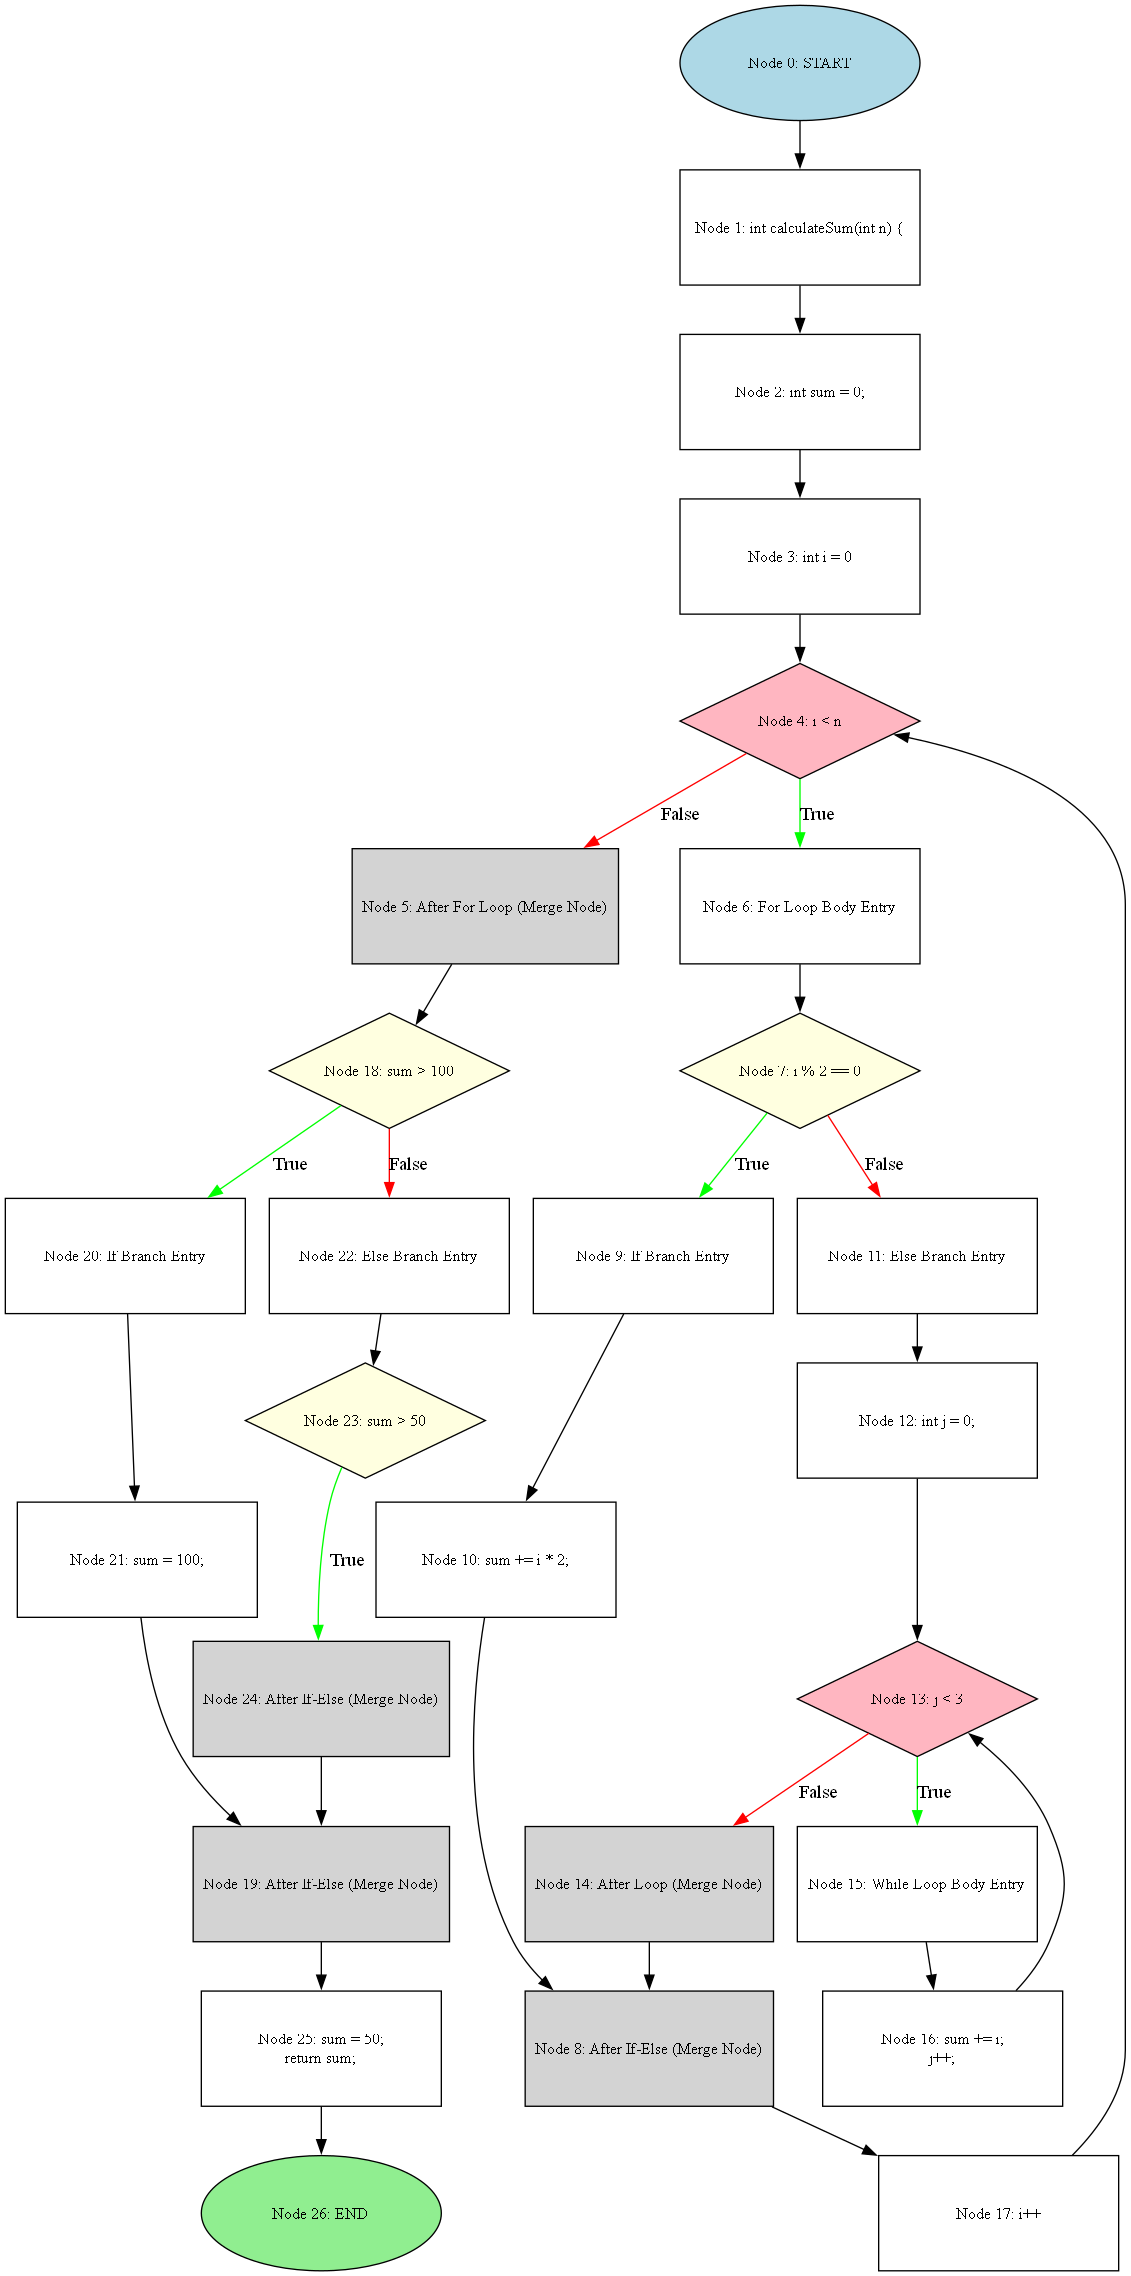 Node 0: START
Node 1: int calculateSum(int n) {
Node 2: int sum = 0;
Node 3: int i = 0
Node 4: i < n
False
True
Node 5: After For Loop (Merge Node)
Node 6: For Loop Body Entry
Node 18: sum > 100
Node 7: i % 2 == 0
True
False
True
False
Node 20: If Branch Entry
Node 22: Else Branch Entry
Node 9: If Branch Entry
Node 11: Else Branch Entry
Node 23: sum > 50
Node 12: int j = 0;
Node 21: sum = 100;
True
Node 10: sum += i * 2;
Node 24: After If-Else (Merge Node)
Node 13: j < 3
False
True
Node 19: After If-Else (Merge Node)
Node 14: After Loop (Merge Node)
Node 15: While Loop Body Entry
Node 25: sum = 50;
return sum;
Node 8: After If-Else (Merge Node)
Node 16: sum += i;
j++;
Node 26: END
Node 17: i++